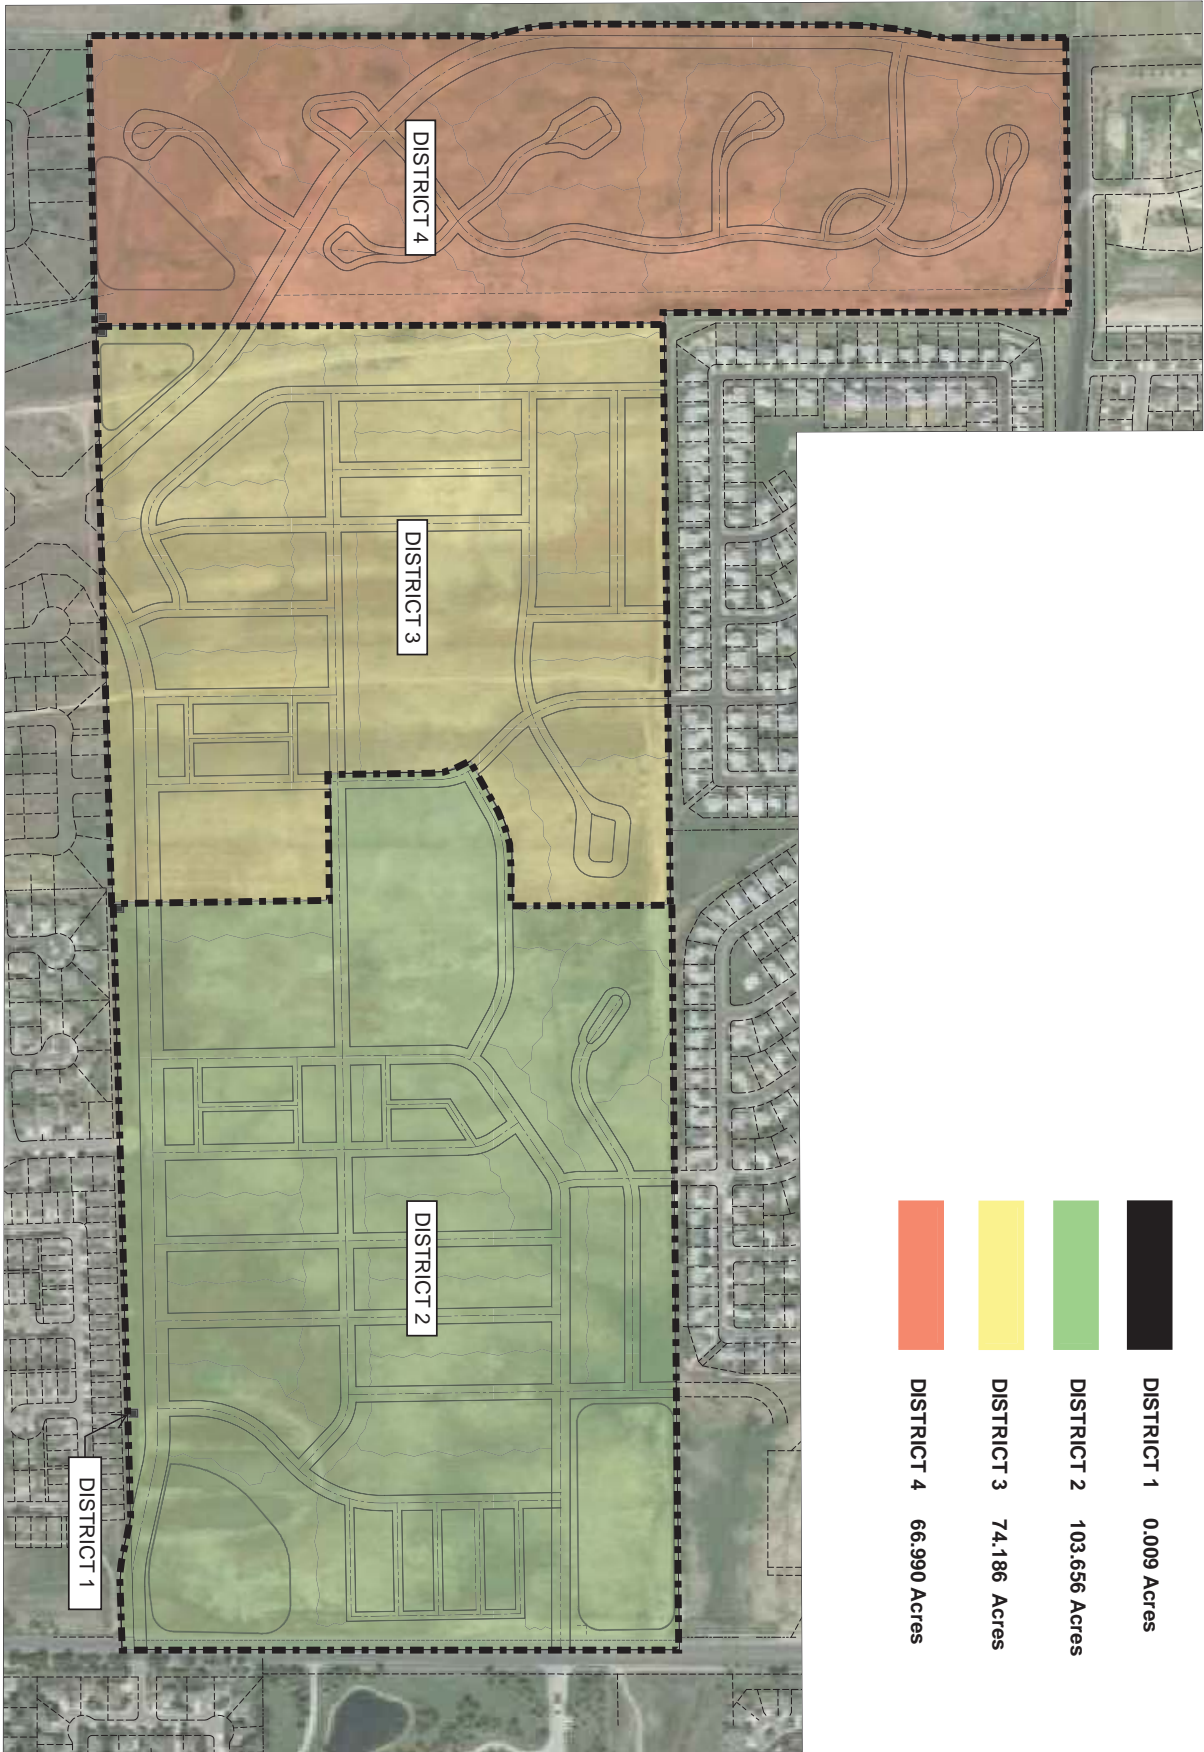 DISTRICT 1 0.009 Acres
DISTRICT 2 103.656 Acres
DISTRICT 3 74.186 Acres
DISTRICT 4 66.990 Acres
DISTRICT 4
DISTRICT 3
DISTRICT 2
DISTRICT 1